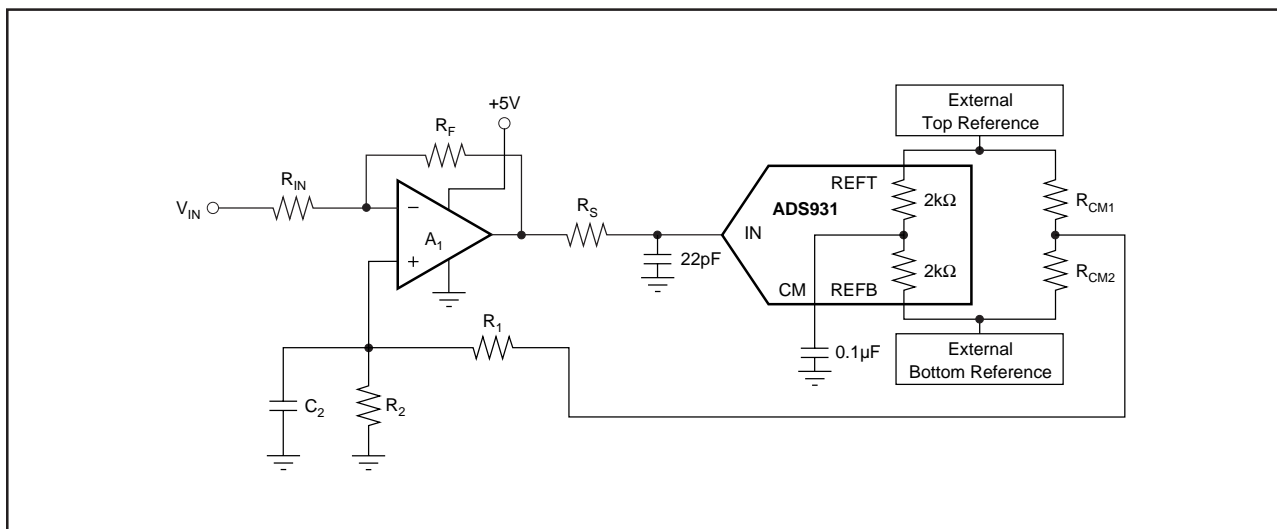 External
Top Reference
+5V
R_F
REFT
R_IN
ADS931
2kΩ
R_CM1
V_IN
−
R_S
A_1
IN
+
22pF
2kΩ
R_CM2
CM
REFB
R_1
0.1µF
External
Bottom Reference
C_2
R_2